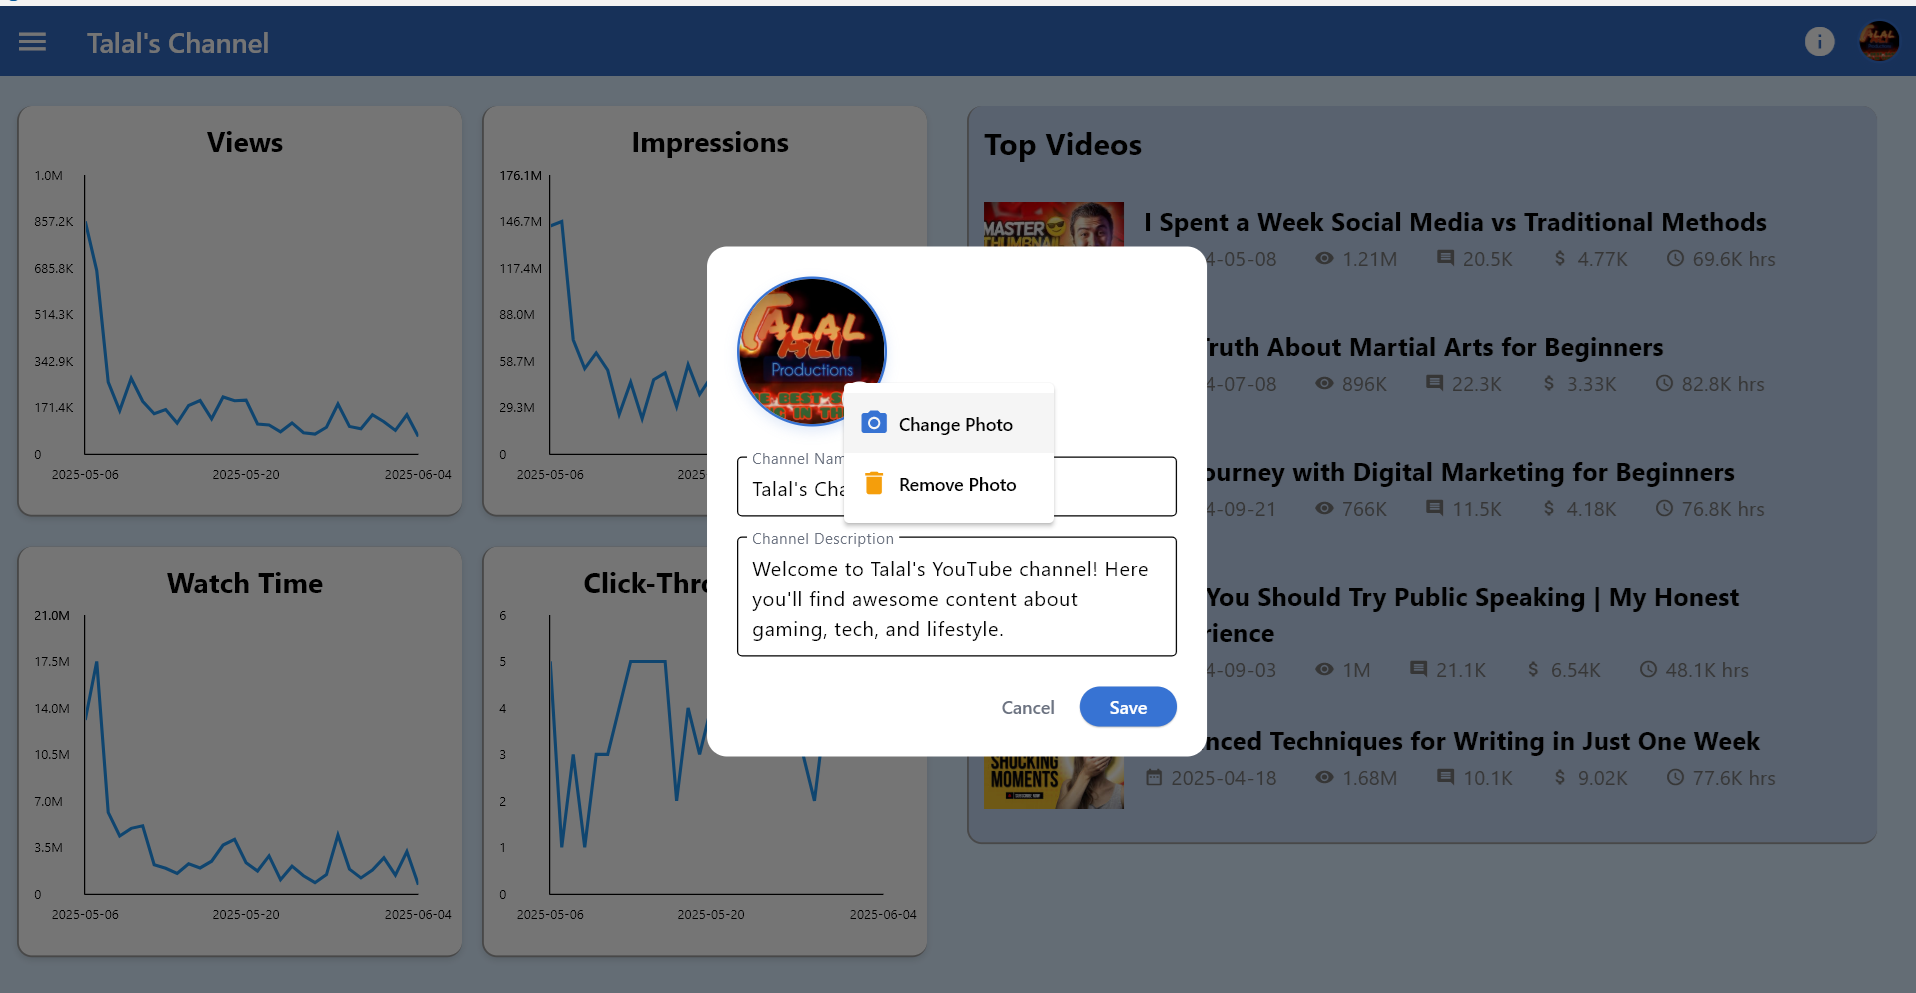 Talal's Channel
Views
1.0M
857.2K
685.8K
514.3K
342.9K
171.4K
0
2025-05-06
2025-05-20
2025-06-04
Impressions
176.1M
146.7M
117.4M
88.0M
58.7M
29.3M
0
2025-05-06
Watch Time
21.0M
17.5M
14.0M
10.5M
7.0M
3.5M
0
2025-05-06
2025-05-20
2025-06-04
Click-Thr
6
5
4
3
2
1
0
2025-05-06
2025-05-20
2025-06-04
TALAL
ALI
Productions
Change Photo
Remove Photo
Channel Nam
Talal's Cha
Channel Description
Welcome to Talal's YouTube channel! Here
you'll find awesome content about
gaming, tech, and lifestyle.
Cancel
Save
Top Videos
MASTER
THUMBNAIL
I Spent a Week Social Media vs Traditional Methods
4-05-08 1.21M 20.5K $ 4.77K 69.6K hrs
Truth About Martial Arts for Beginners
4-07-08 896K 22.3K $ 3.33K 82.8K hrs
ourney with Digital Marketing for Beginners
4-09-21 766K 11.5K $ 4.18K 76.8K hrs
You Should Try Public Speaking | My Honest
rience
4-09-03 1M 21.1K $ 6.54K 48.1K hrs
nced Techniques for Writing in Just One Week
2025-04-18 1.68M 10.1K $ 9.02K 77.6K hrs
SHOCKING
MOMENTS